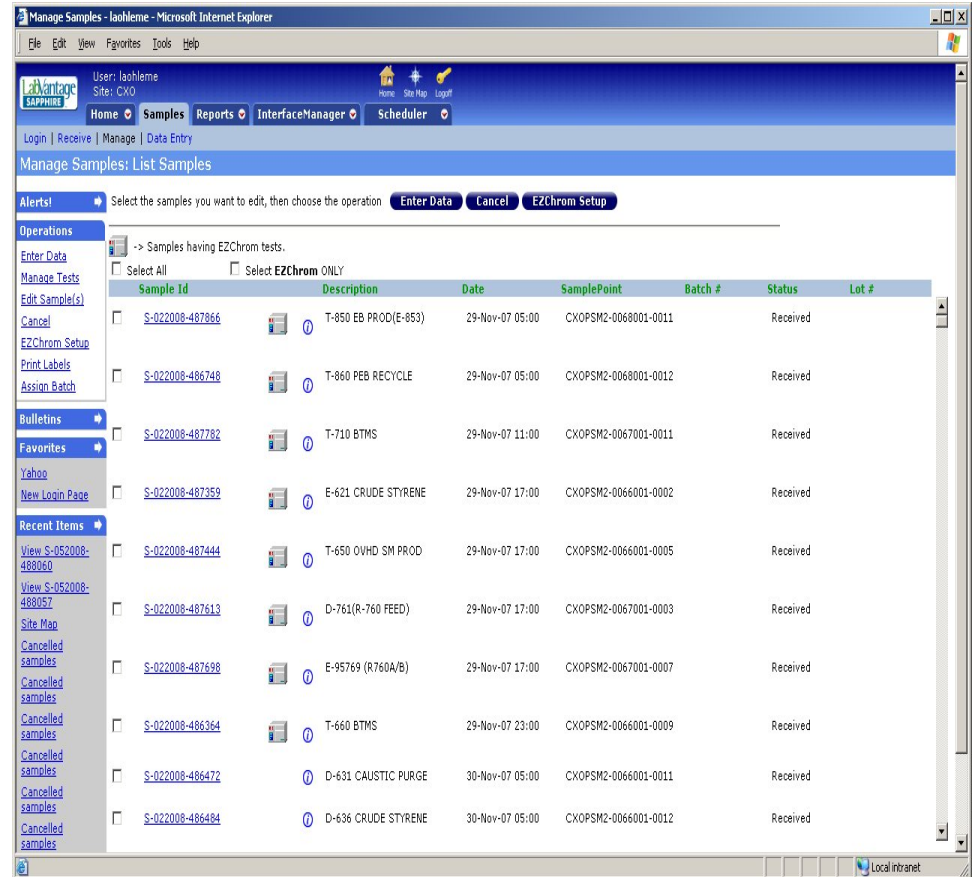 Manage Samples - laohleme - Microsoft Internet Explorer
File Edit View Favorites Tools Help
LabVantage
SAPPHIRE
User: laohleme
Site: CXO
Home Site Map Logoff
Home Samples Reports InterfaceManager Scheduler
Login | Receive | Manage | Data Entry
Manage Samples: List Samples
Alerts!
Select the samples you want to edit, then choose the operation Enter Data Cancel EZChrom Setup
Operations
Enter Data
Manage Tests
Edit Sample(s)
Cancel
EZChrom Setup
Print Labels
Assign Batch
Bulletins
Favorites
Yahoo
New Login Page
Recent Items
View S-052008-
488060
View S-052008-
488057
Site Map
Cancelled
samples
Cancelled
samples
Cancelled
samples
Cancelled
samples
Cancelled
samples
Cancelled
samples
-> Samples having EZChrom tests.
Select All Select EZChrom ONLY
Sample Id Description Date SamplePoint Batch # Status Lot #
S-022008-487866 T-850 EB PROD(E-853) 29-Nov-07 05:00 CXOPSM2-0068001-0011 Received
S-022008-486748 T-860 PEB RECYCLE 29-Nov-07 05:00 CXOPSM2-0068001-0012 Received
S-022008-487782 T-710 BTMS 29-Nov-07 11:00 CXOPSM2-0067001-0011 Received
S-022008-487359 E-621 CRUDE STYRENE 29-Nov-07 17:00 CXOPSM2-0066001-0002 Received
S-022008-487444 T-650 OVHD SM PROD 29-Nov-07 17:00 CXOPSM2-0066001-0005 Received
S-022008-487613 D-761(R-760 FEED) 29-Nov-07 17:00 CXOPSM2-0067001-0003 Received
S-022008-487698 E-95769 (R760A/B) 29-Nov-07 17:00 CXOPSM2-0067001-0007 Received
S-022008-486364 T-660 BTMS 29-Nov-07 23:00 CXOPSM2-0066001-0009 Received
S-022008-486472 D-631 CAUSTIC PURGE 30-Nov-07 05:00 CXOPSM2-0066001-0011 Received
S-022008-486484 D-636 CRUDE STYRENE 30-Nov-07 05:00 CXOPSM2-0066001-0012 Received
Local intranet